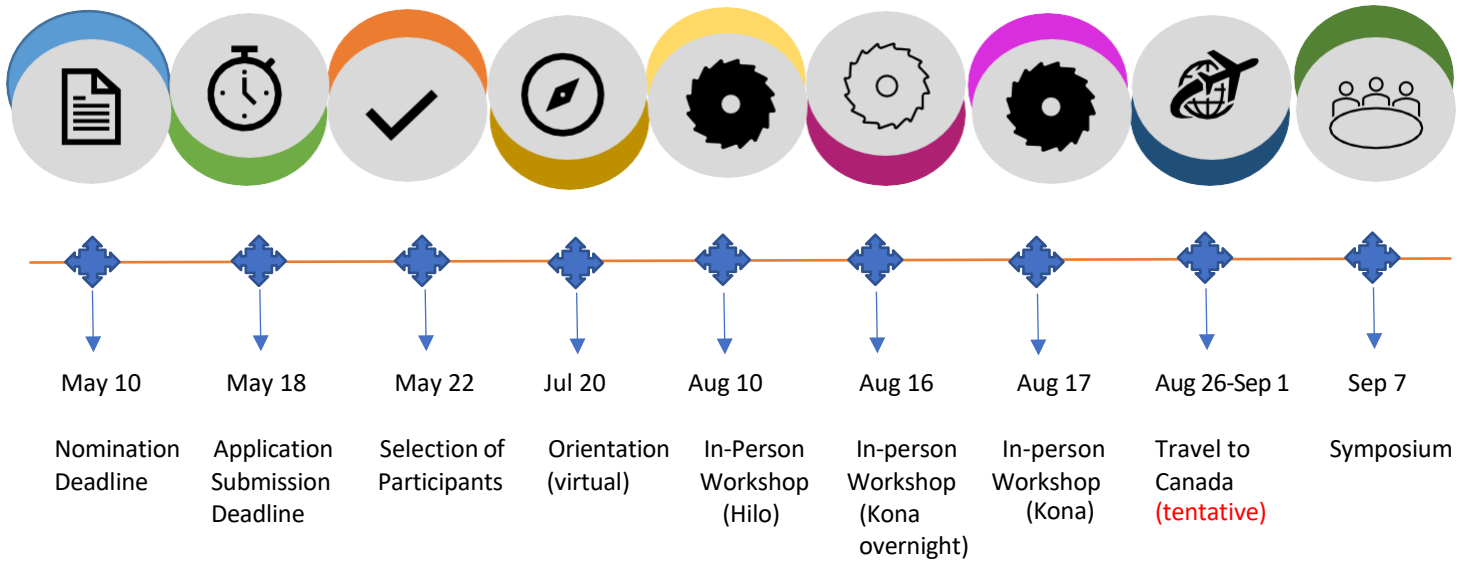 May 10
May 18
May 22
Jul 20
Aug 10
Aug 16
Aug 17
Aug 26-Sep 1
Sep 7
Nomination
Deadline
Application
Submission
Deadline
Selection of
Participants
Orientation
(virtual)
In-Person
Workshop
(Hilo)
In-person
Workshop
(Kona
overnight)
In-person
Workshop
(Kona)
Travel to
Canada
(tentative)
Symposium